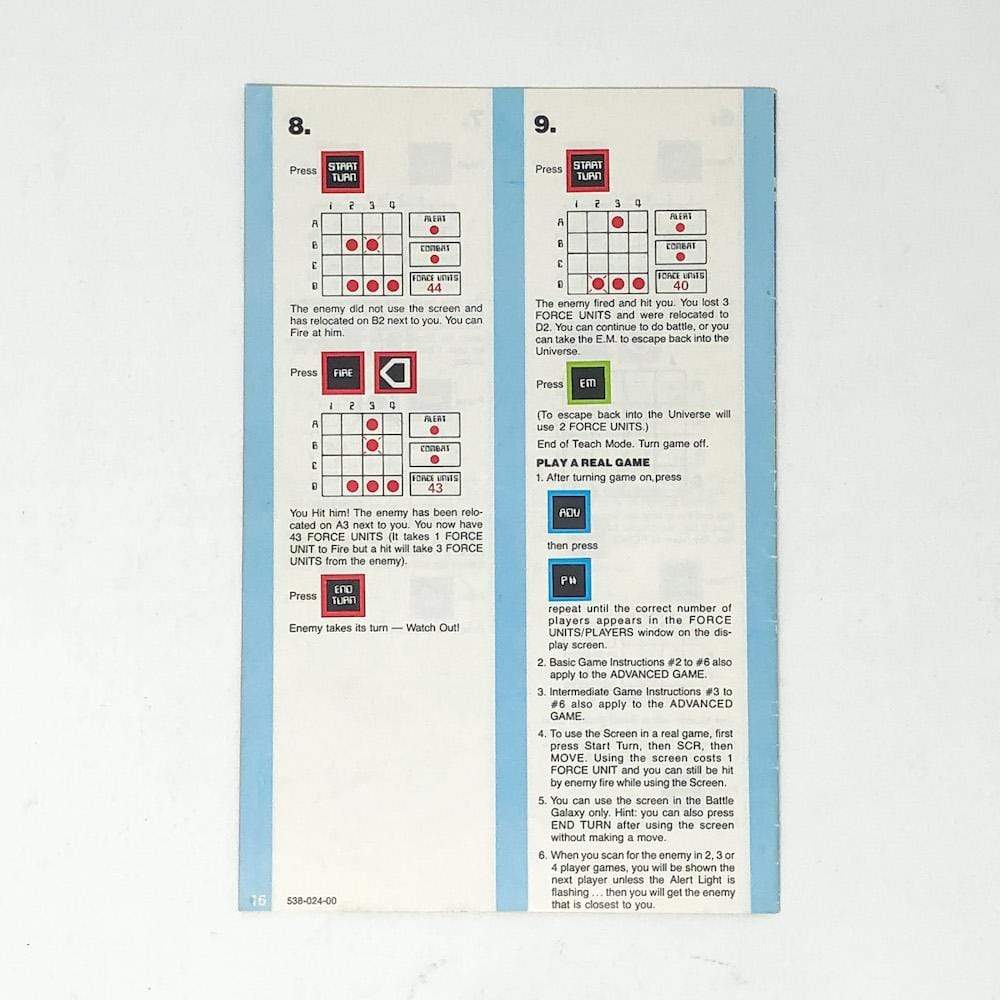 8.
Press START
TURN
1 2 3 4
A
B
C
D
ALERT
COMBAT
FORCE UNITS
44
The enemy did not use the screen and
has relocated on B2 next to you. You can
Fire at him.
Press FIRE
1 2 3 4
A
B
C
D
ALERT
COMBAT
FORCE UNITS
43
You Hit him! The enemy has been relo-
cated on A3 next to you. You now have
43 FORCE UNITS (It takes 1 FORCE
UNIT to Fire but a hit will take 3 FORCE
UNITS from the enemy).
Press END
TURN
Enemy takes its turn — Watch Out!
16
538-024-00
9.
Press START
TURN
1 2 3 4
A
B
C
D
ALERT
COMBAT
FORCE UNITS
40
The enemy fired and hit you. You lost 3
FORCE UNITS and were relocated to
D2. You can continue to do battle, or you
can take the E.M. to escape back into the
Universe.
Press EM
(To escape back into the Universe will
use 2 FORCE UNITS.)
End of Teach Mode. Turn game off.
PLAY A REAL GAME
1. After turning game on, press
ADV
then press
P#
repeat until the correct number of
players appears in the FORCE
UNITS/PLAYERS window on the dis-
play screen.
2. Basic Game Instructions #2 to #6 also
apply to the ADVANCED GAME.
3. Intermediate Game Instructions #3 to
#6 also apply to the ADVANCED
GAME.
4. To use the Screen in a real game, first
press Start Turn, then SCR, then
MOVE. Using the screen costs 1
FORCE UNIT and you can still be hit
by enemy fire while using the Screen.
5. You can use the screen in the Battle
Galaxy only. Hint: you can also press
END TURN after using the screen
without making a move.
6. When you scan for the enemy in 2, 3 or
4 player games, you will be shown the
next player unless the Alert Light is
flashing ... then you will get the enemy
that is closest to you.